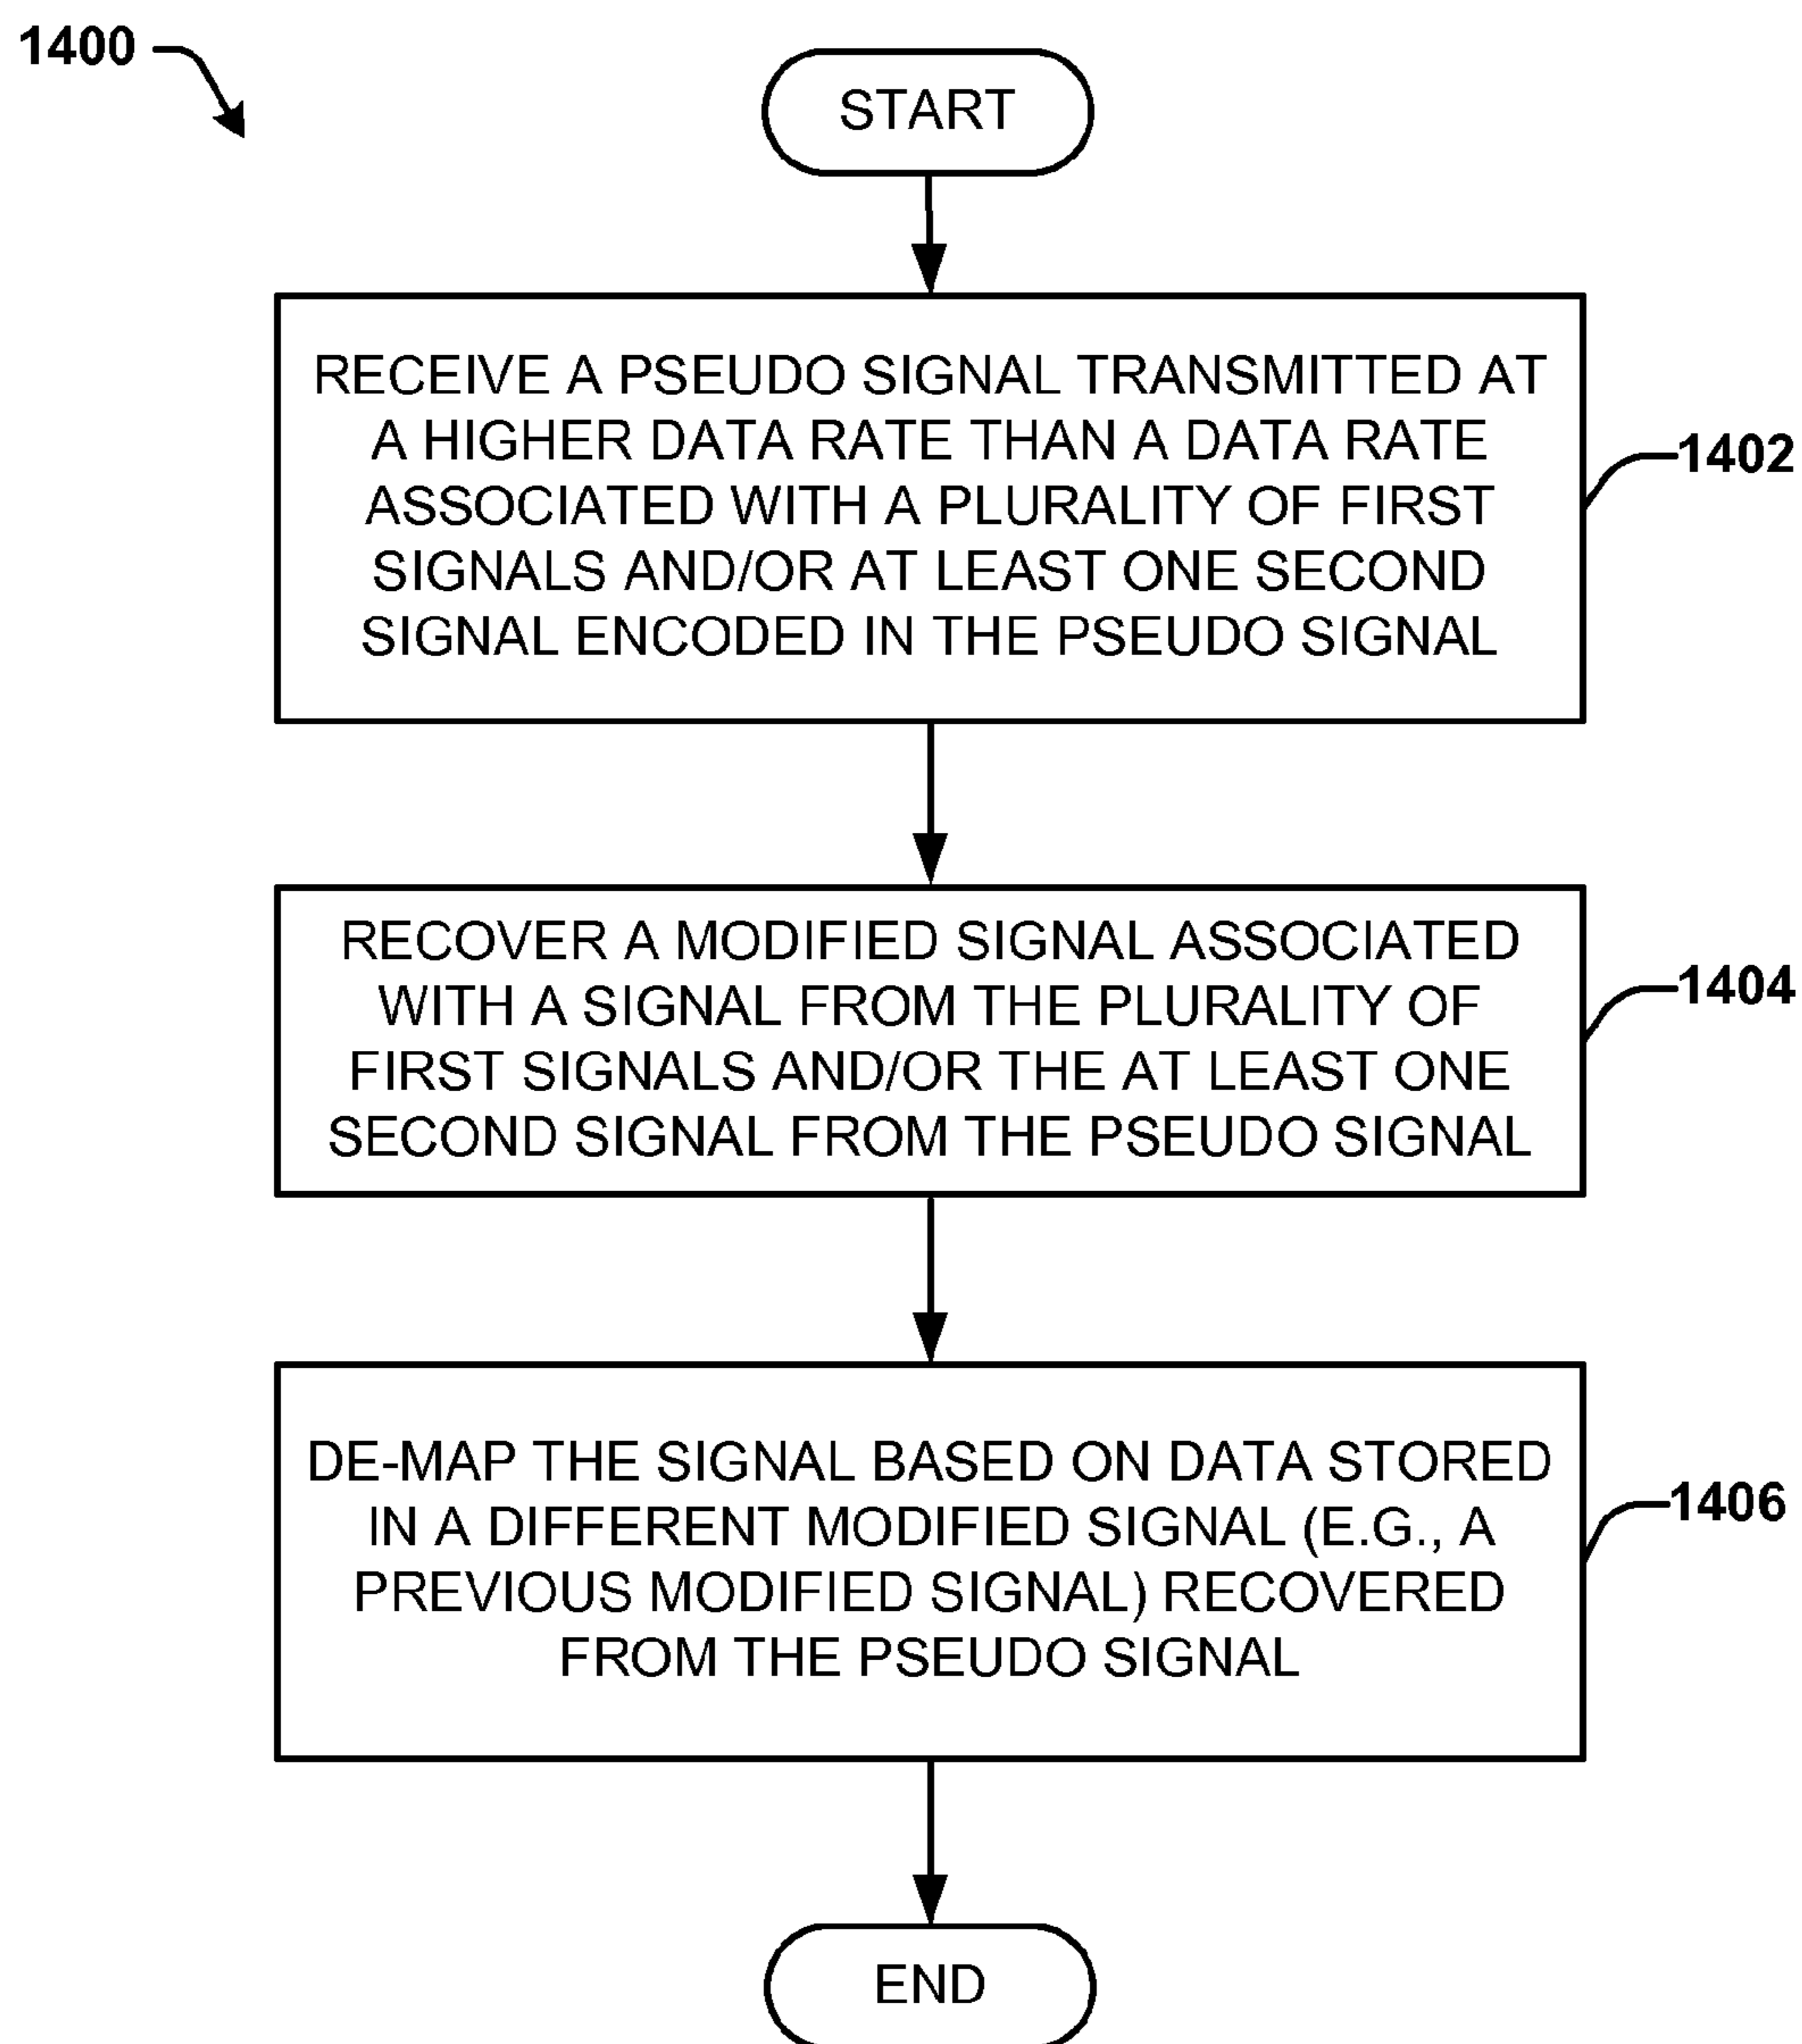 1400
START
RECEIVE A PSEUDO SIGNAL TRANSMITTED AT
A HIGHER DATA RATE THAN A DATA RATE
ASSOCIATED WITH A PLURALITY OF FIRST
SIGNALS AND/OR AT LEAST ONE SECOND
SIGNAL ENCODED IN THE PSEUDO SIGNAL
1402
RECOVER A MODIFIED SIGNAL ASSOCIATED
WITH A SIGNAL FROM THE PLURALITY OF
FIRST SIGNALS AND/OR THE AT LEAST ONE
SECOND SIGNAL FROM THE PSEUDO SIGNAL
1404
DE-MAP THE SIGNAL BASED ON DATA STORED
IN A DIFFERENT MODIFIED SIGNAL (E.G., A
PREVIOUS MODIFIED SIGNAL) RECOVERED
FROM THE PSEUDO SIGNAL
1406
END